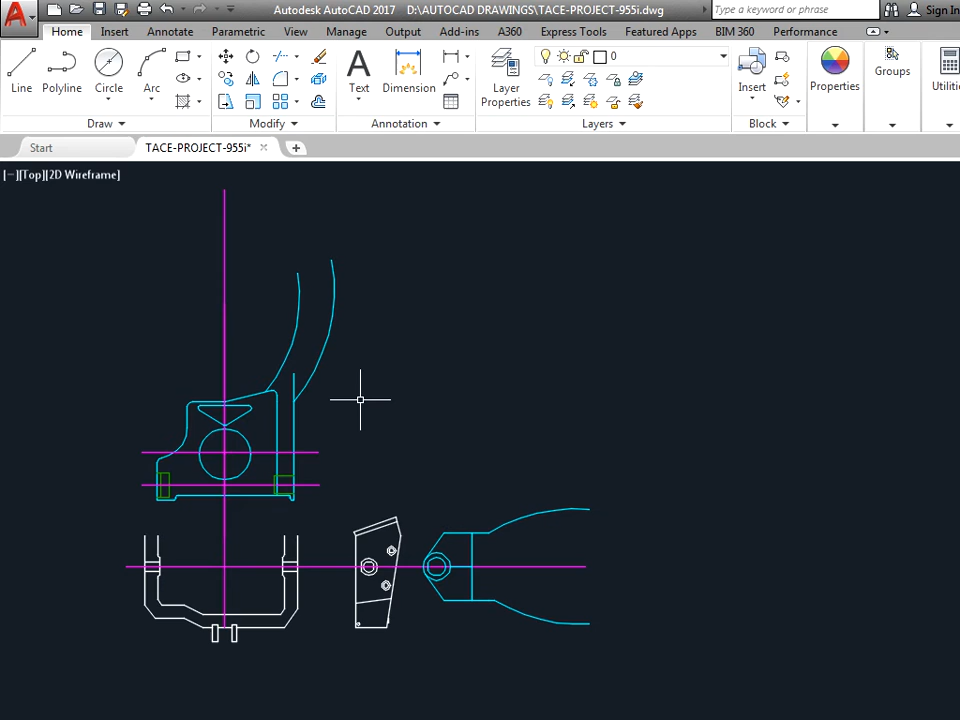 Autodesk AutoCAD 2017 D:\AUTOCAD DRAWINGS\TACE-PROJECT-955i.dwg
Type a keyword or phrase
Sign In
Home Insert Annotate Parametric View Manage Output Add-ins A360 Express Tools Featured Apps BIM 360 Performance
Line Polyline Circle Arc
Text Dimension
Layer Properties
Insert
Properties
Groups
Utiliti
Draw Modify Annotation Layers Block
Start TACE-PROJECT-955i*
[−][Top][2D Wireframe]